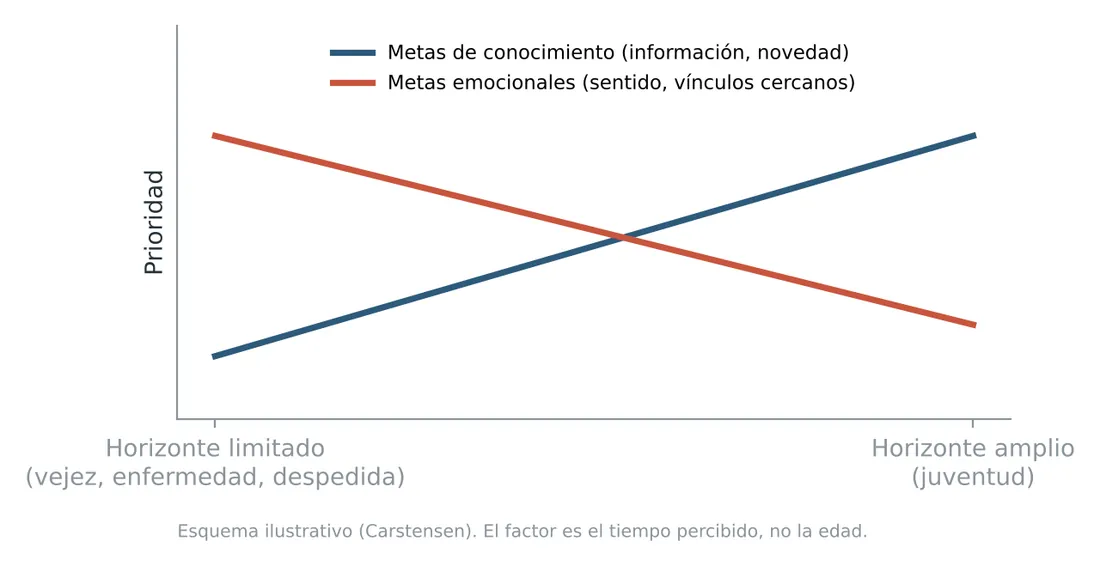 Metas de conocimiento (información, novedad)
Metas emocionales (sentido, vínculos cercanos)
Prioridad
Horizonte limitado
(vejez, enfermedad, despedida)
Horizonte amplio
(juventud)
Esquema ilustrativo (Carstensen). El factor es el tiempo percibido, no la edad.